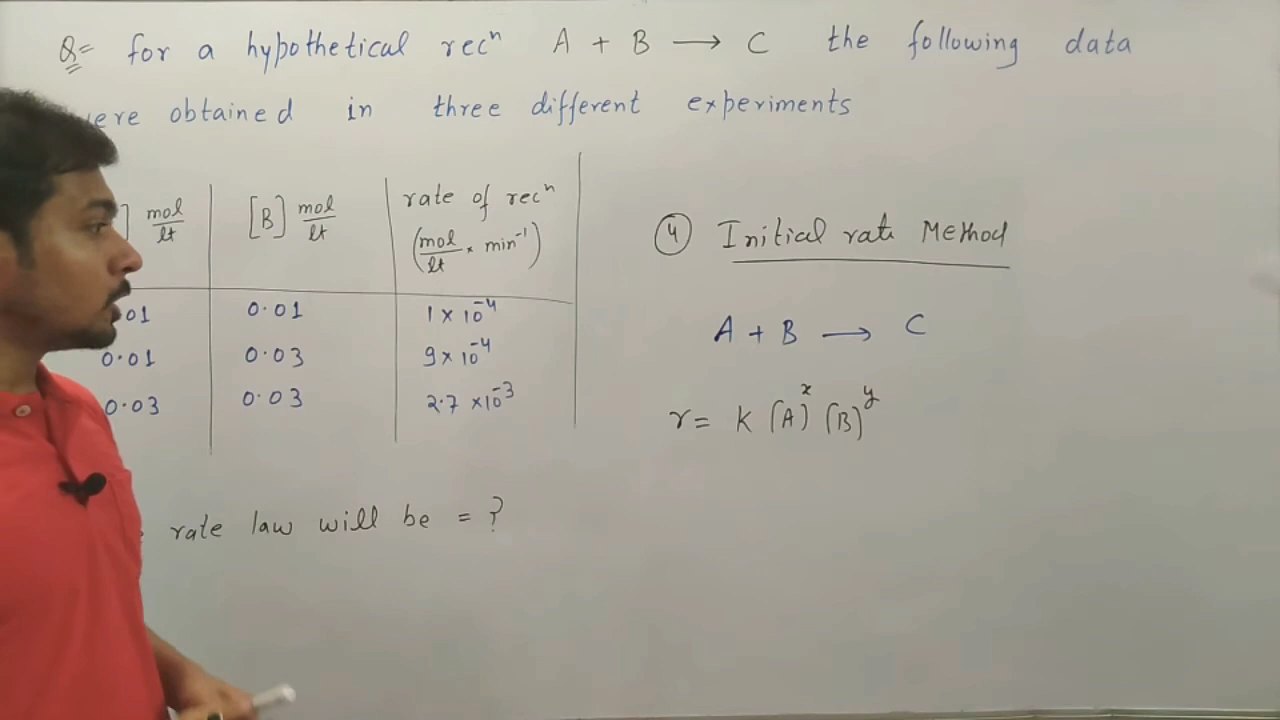 Q= for a hypothetical recⁿ A + B ⟶ C the following data
ere obtained in three different experiments
] mol/lt [B] mol/lt rate of recⁿ (mol/lt × min⁻¹)
01 0.01 1 × 10⁻⁴
0.01 0.03 9 × 10⁻⁴
0.03 0.03 2.7 × 10⁻³
rate law will be = ?
④ Initial rate Method
A + B ⟶ C
r = K (A)ˣ (B)ʸ